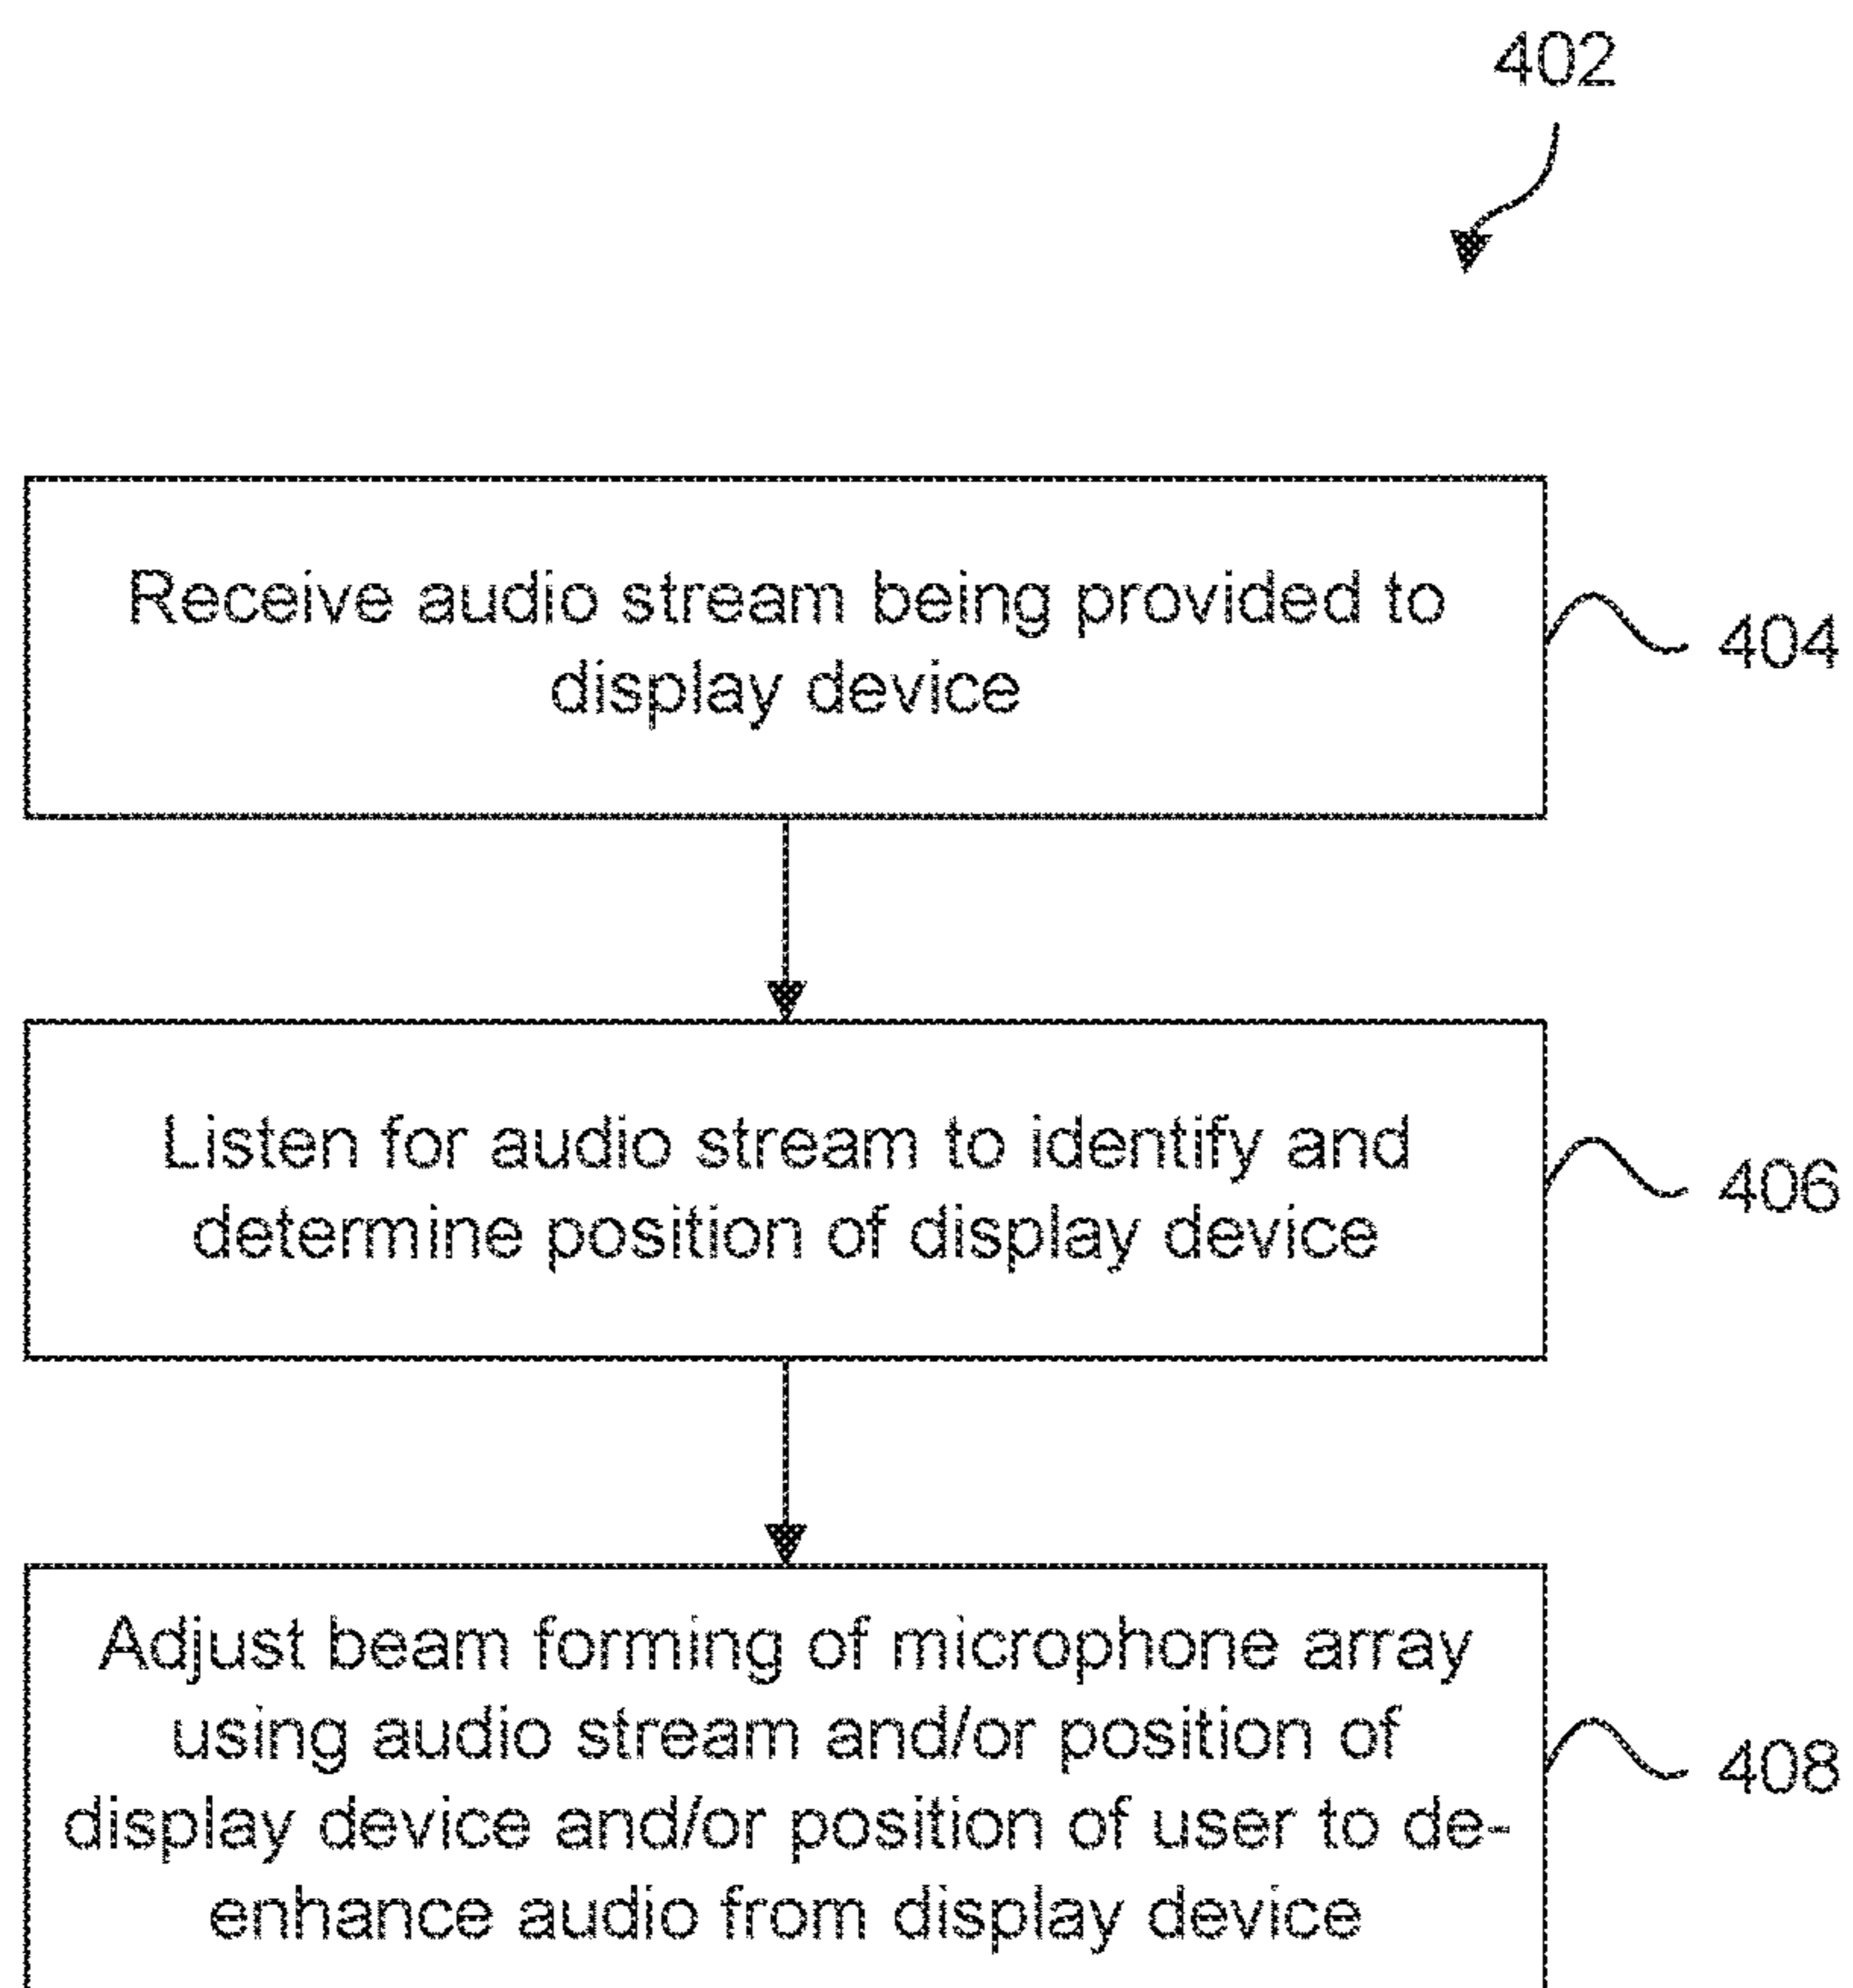 402
Receive audio stream being provided to
display device
404
Listen for audio stream to identify and
determine position of display device
406
Adjust beam forming of microphone array
using audio stream and/or position of
display device and/or position of user to de-
enhance audio from display device
408